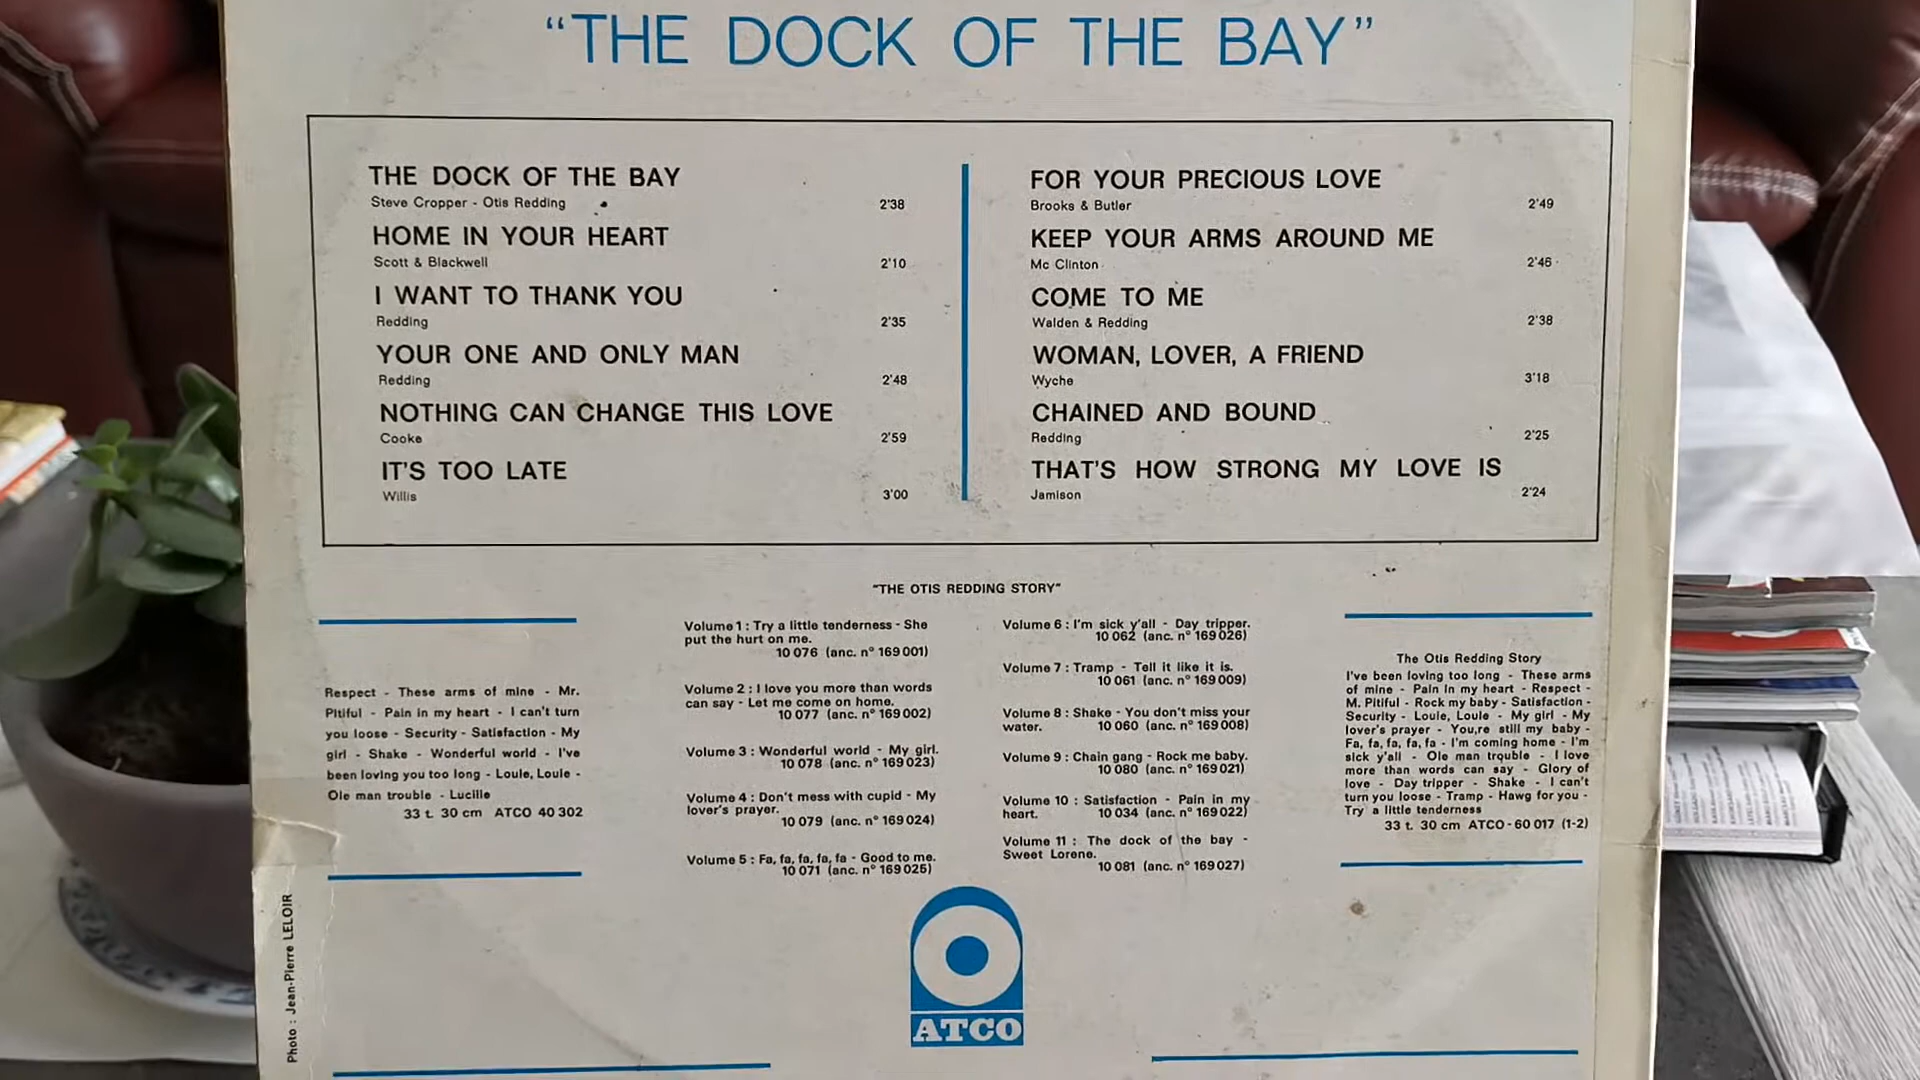 “THE DOCK OF THE BAY”
THE DOCK OF THE BAY
Steve Cropper - Otis Redding 2'38
HOME IN YOUR HEART
Scott & Blackwell 2'10
I WANT TO THANK YOU
Redding 2'35
YOUR ONE AND ONLY MAN
Redding 2'48
NOTHING CAN CHANGE THIS LOVE
Cooke 2'59
IT'S TOO LATE
Willis 3'00
FOR YOUR PRECIOUS LOVE
Brooks & Butler 2'49
KEEP YOUR ARMS AROUND ME
Mc Clinton 2'46
COME TO ME
Walden & Redding 2'38
WOMAN, LOVER, A FRIEND
Wyche 3'18
CHAINED AND BOUND
Redding 2'25
THAT'S HOW STRONG MY LOVE IS
Jamison 2'24
“THE OTIS REDDING STORY”
Respect - These arms of mine - Mr.
Pitiful - Pain in my heart - I can't turn
you loose - Security - Satisfaction - My
girl - Shake - Wonderful world - I've
been loving you too long - Louie, Louie -
Ole man trouble - Lucille
33 t. 30 cm ATCO 40 302
Volume 1 : Try a little tenderness - She
put the hurt on me.
10 076 (anc. n° 169 001)
Volume 2 : I love you more than words
can say - Let me come on home.
10 077 (anc. n° 169 002)
Volume 3 : Wonderful world - My girl.
10 078 (anc. n° 169 023)
Volume 4 : Don't mess with cupid - My
lover's prayer.
10 079 (anc. n° 169 024)
Volume 5 : Fa, fa, fa, fa, fa - Good to me.
10 071 (anc. n° 169 025)
Volume 6 : I'm sick y'all - Day tripper.
10 062 (anc. n° 169 026)
Volume 7 : Tramp - Tell it like it is.
10 061 (anc. n° 169 009)
Volume 8 : Shake - You don't miss your
water.
10 060 (anc. n° 169 008)
Volume 9 : Chain gang - Rock me baby.
10 080 (anc. n° 169 021)
Volume 10 : Satisfaction - Pain in my
heart.
10 034 (anc. n° 169 022)
Volume 11 : The dock of the bay -
Sweet Lorene.
10 081 (anc. n° 169 027)
The Otis Redding Story
I've been loving too long - These arms
of mine - Pain in my heart - Respect -
M. Pitiful - Rock my baby - Satisfaction -
Security - Louie, Louie - My girl - My
lover's prayer - You,re still my baby -
Fa, fa, fa, fa, fa - I'm coming home - I'm
sick y'all - Ole man trouble - I love
more than words can say - Glory of
love - Day tripper - Shake - I can't
turn you loose - Tramp - Hawg for you -
Try a little tenderness
33 t. 30 cm ATCO - 60 017 (1-2)
Photo : Jean-Pierre LELOIR
ATCO